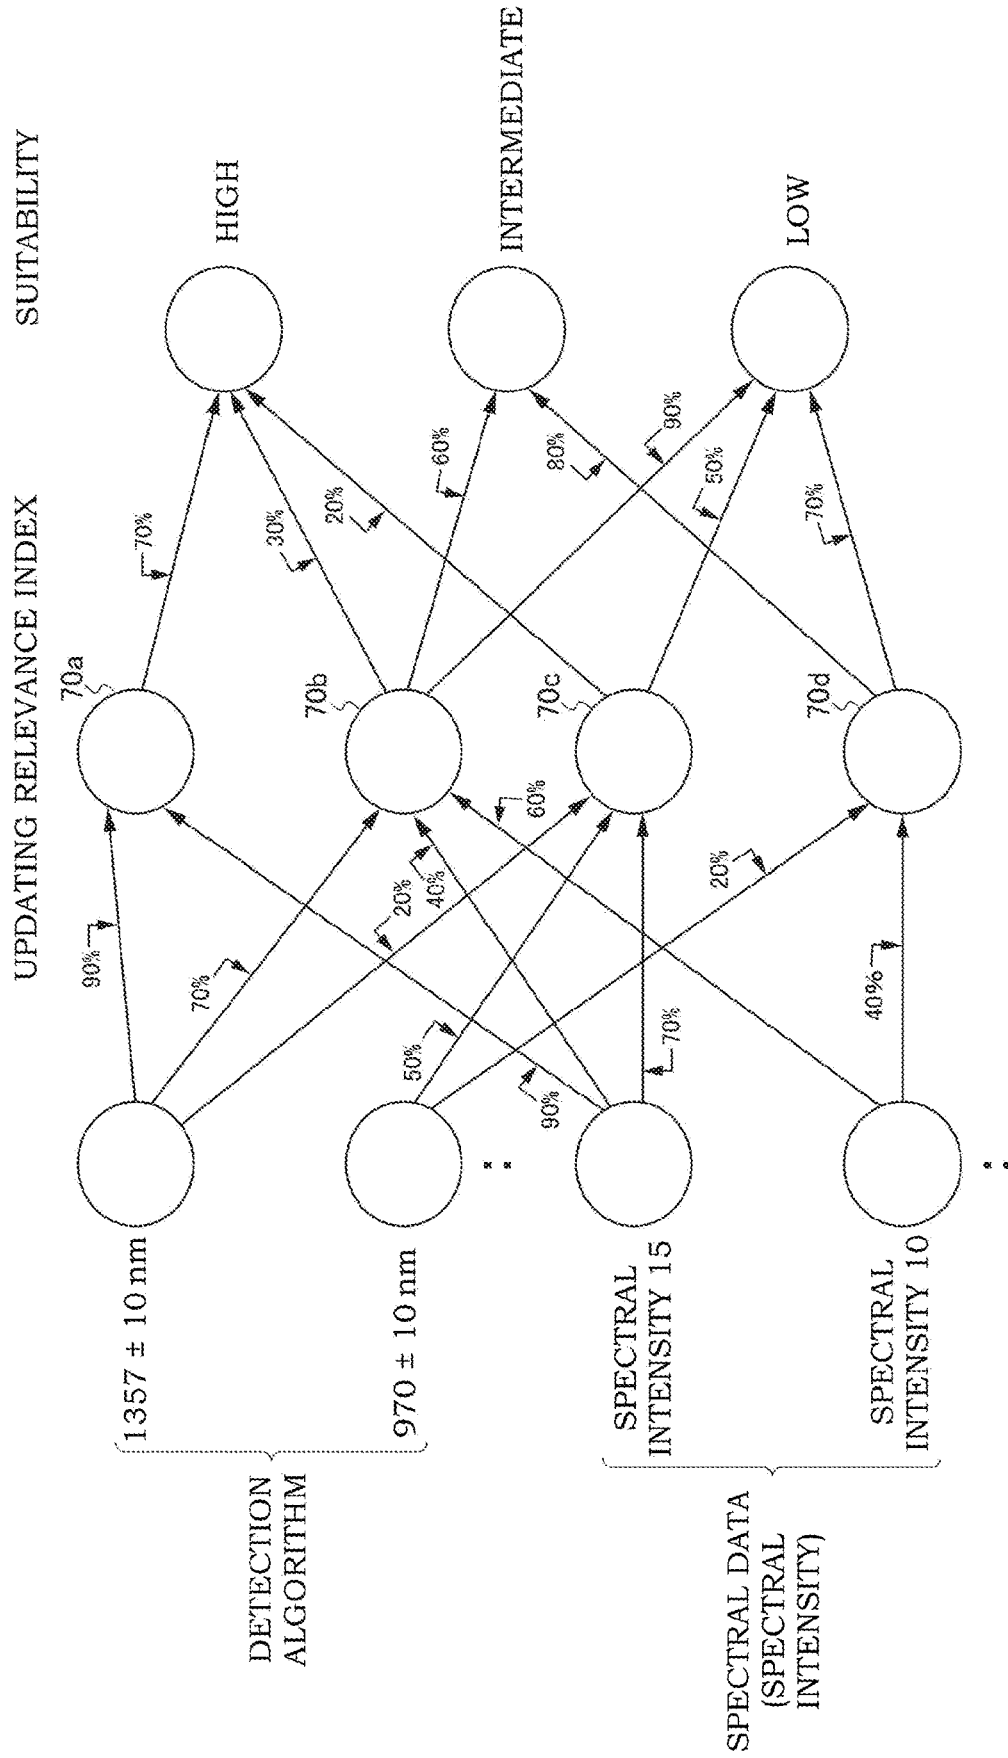 UPDATING RELEVANCE INDEX
SUITABILITY
DETECTION
ALGORITHM
1357 ± 10 nm
970 ± 10 nm
SPECTRAL DATA
(SPECTRAL
INTENSITY)
SPECTRAL
INTENSITY 15
SPECTRAL
INTENSITY 10
90%
70%
20%
50%
20%
90%
40%
70%
60%
40%
70a
70b
70c
70d
70%
30%
60%
90%
20%
50%
80%
70%
HIGH
INTERMEDIATE
LOW